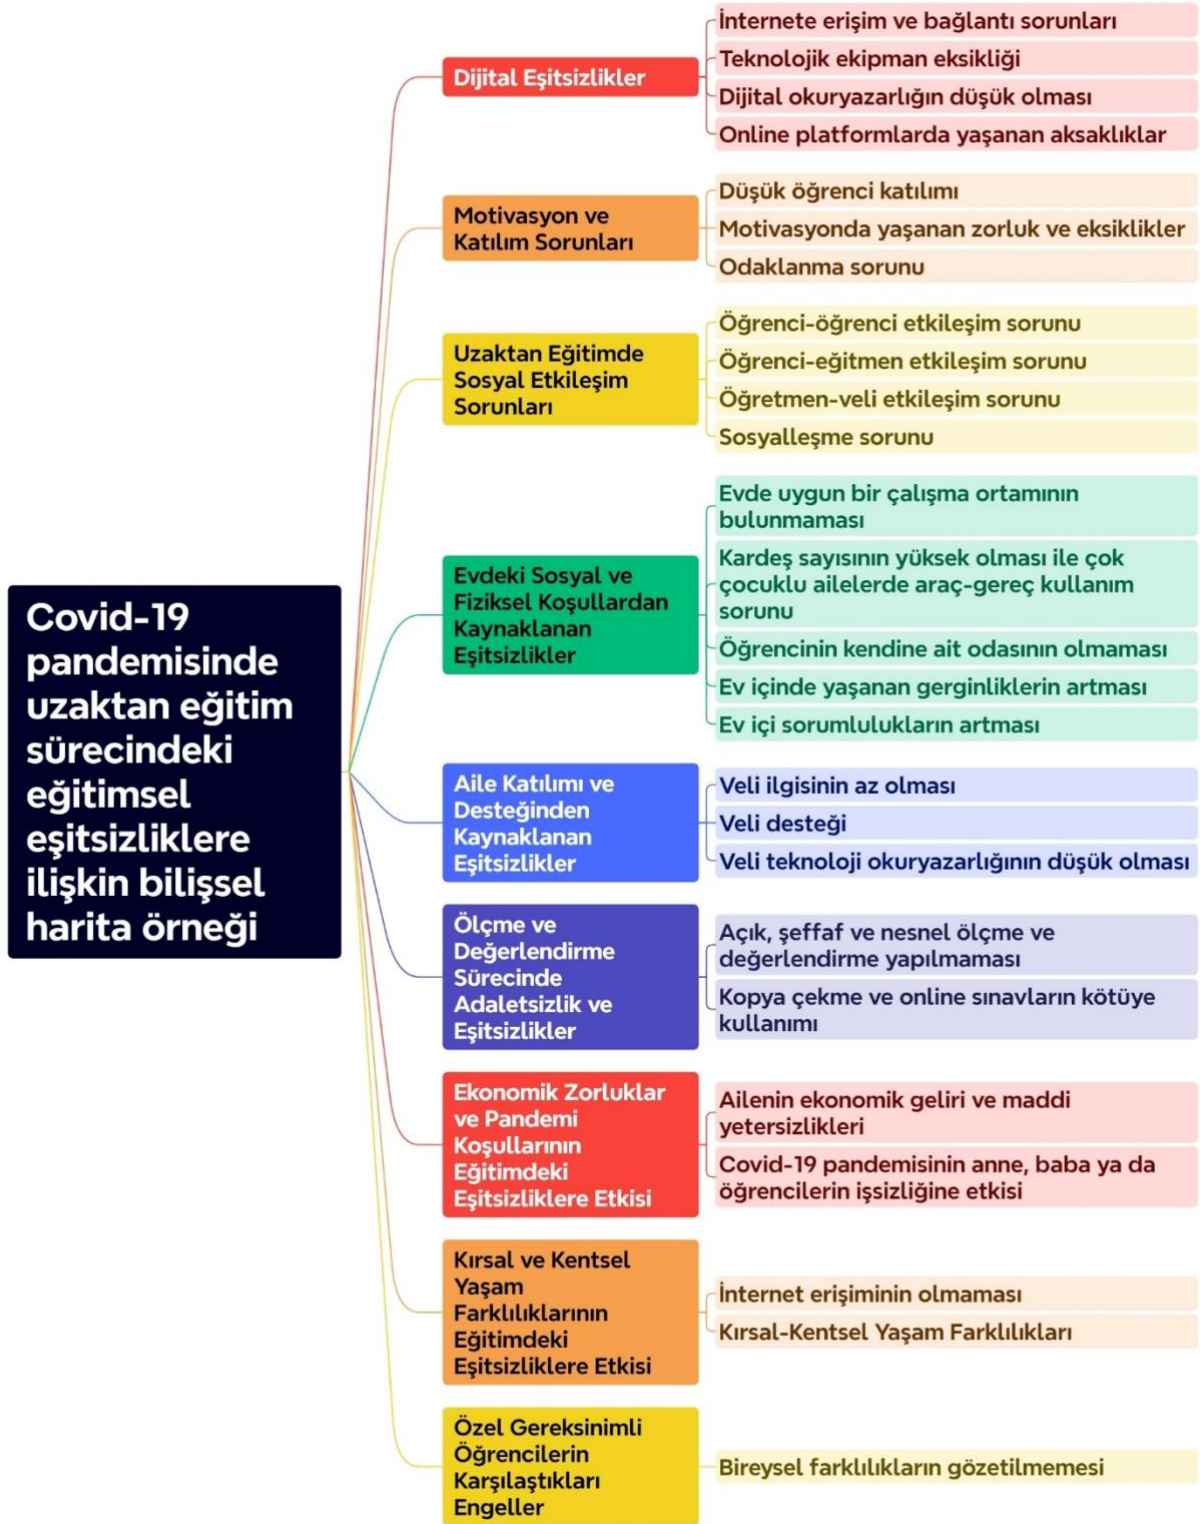 Covid-19
pandemisinde
uzaktan eğitim
sürecindeki
eğitimsel
eşitsizliklere
ilişkin bilişsel
harita örneği
Dijital Eşitsizlikler
İnternete erişim ve bağlantı sorunları
Teknolojik ekipman eksikliği
Dijital okuryazarlığın düşük olması
Online platformlarda yaşanan aksaklıklar
Motivasyon ve
Katılım Sorunları
Düşük öğrenci katılımı
Motivasyonda yaşanan zorluk ve eksiklikler
Odaklanma sorunu
Uzaktan Eğitimde
Sosyal Etkileşim
Sorunları
Öğrenci-öğrenci etkileşim sorunu
Öğrenci-eğitmen etkileşim sorunu
Öğretmen-veli etkileşim sorunu
Sosyalleşme sorunu
Evdeki Sosyal ve
Fiziksel Koşullardan
Kaynaklanan
Eşitsizlikler
Evde uygun bir çalışma ortamının
bulunmaması
Kardeş sayısının yüksek olması ile çok
çocuklu ailelerde araç-gereç kullanım
sorunu
Öğrencinin kendine ait odasının olmaması
Ev içinde yaşanan gerginliklerin artması
Ev içi sorumlulukların artması
Aile Katılımı ve
Desteğinden
Kaynaklanan
Eşitsizlikler
Veli ilgisinin az olması
Veli desteği
Veli teknoloji okuryazarlığının düşük olması
Ölçme ve
Değerlendirme
Sürecinde
Adaletsizlik ve
Eşitsizlikler
Açık, şeffaf ve nesnel ölçme ve
değerlendirme yapılmaması
Kopya çekme ve online sınavların kötüye
kullanımı
Ekonomik Zorluklar
ve Pandemi
Koşullarının
Eğitimdeki
Eşitsizliklere Etkisi
Ailenin ekonomik geliri ve maddi
yetersizlikleri
Covid-19 pandemisinin anne, baba ya da
öğrencilerin işsizliğine etkisi
Kırsal ve Kentsel
Yaşam
Farklılıklarının
Eğitimdeki
Eşitsizliklere Etkisi
İnternet erişiminin olmaması
Kırsal-Kentsel Yaşam Farklılıkları
Özel Gereksinimli
Öğrencilerin
Karşılaştıkları
Engeller
Bireysel farklılıkların gözetilmemesi